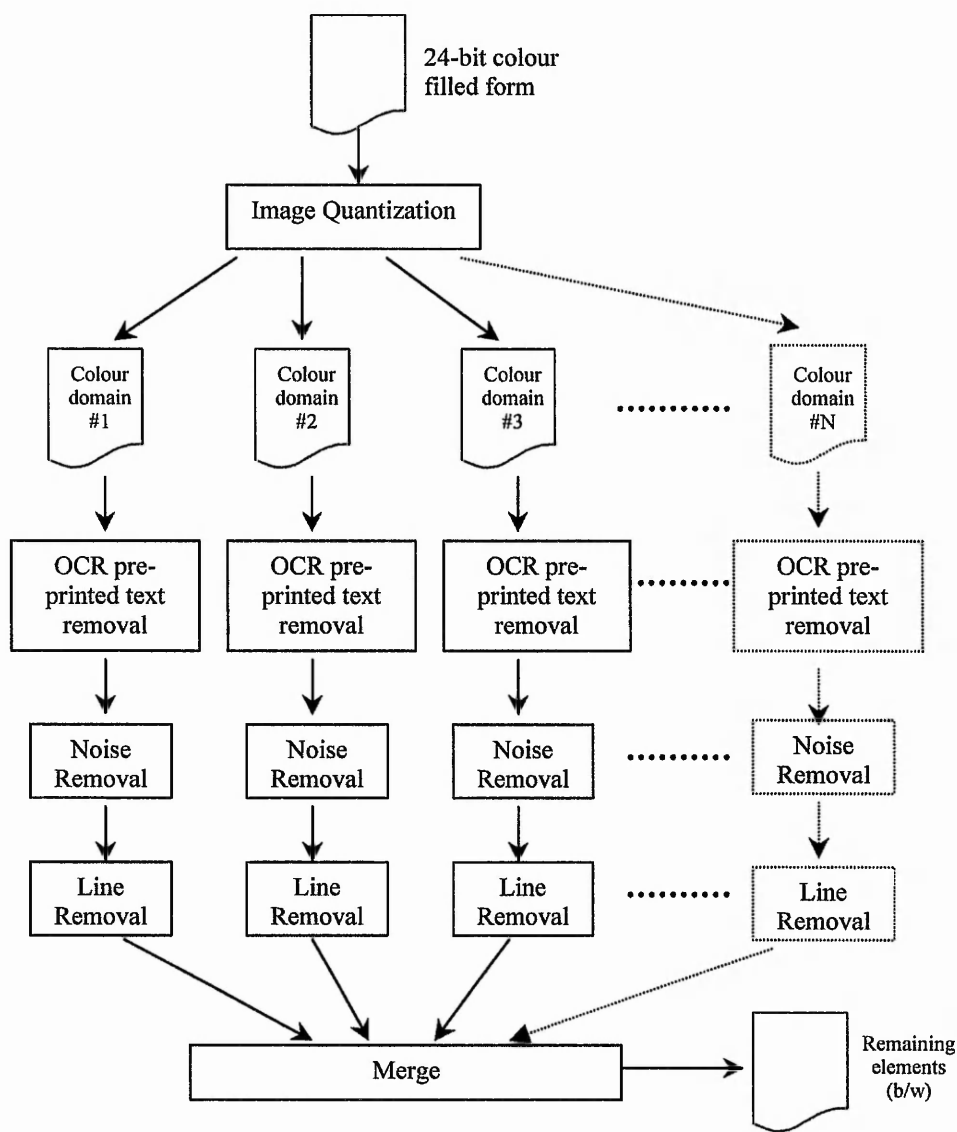 24-bit colour
filled form
Image Quantization
Colour
domain
#1
Colour
domain
#2
Colour
domain
#3
Colour
domain
#N
OCR pre-
printed text
removal
OCR pre-
printed text
removal
OCR pre-
printed text
removal
OCR pre-
printed text
removal
Noise
Removal
Noise
Removal
Noise
Removal
Noise
Removal
Line
Removal
Line
Removal
Line
Removal
Line
Removal
Merge
Remaining
elements
(b/w)